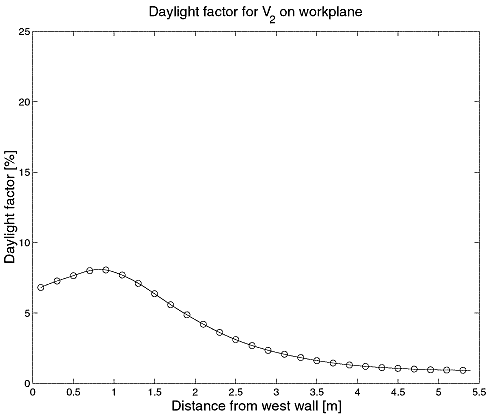 Daylight factor for V2 on workplane
25
20
15
10
5
0
Daylight factor [%]
0 0.5 1 1.5 2 2.5 3 3.5 4 4.5 5 5.5
Distance from west wall [m]